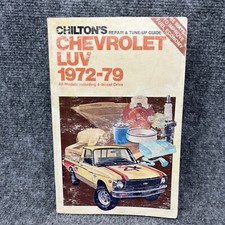 CHILTON'S
REPAIR & TUNE-UP GUIDE
CHEVROLET
LUV
1972-79
All Models Including 4-Wheel Drive